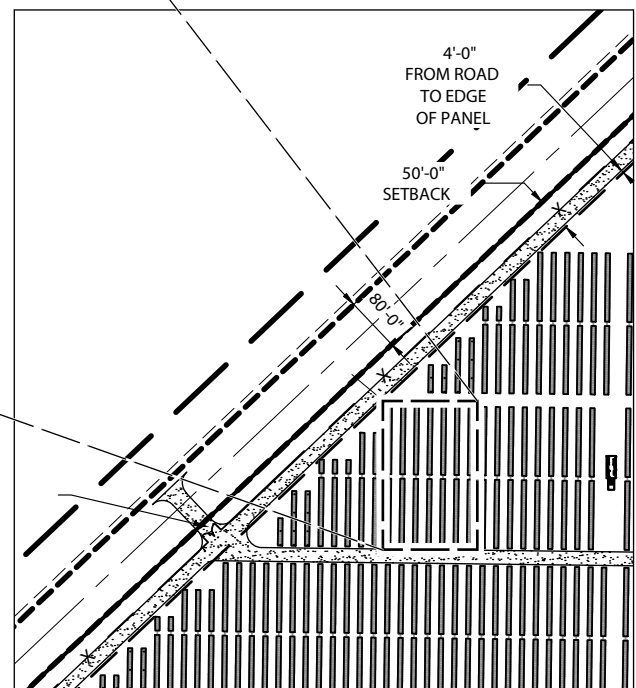 4'-0"
FROM ROAD
TO EDGE
OF PANEL
50'-0"
SETBACK
80'-0"